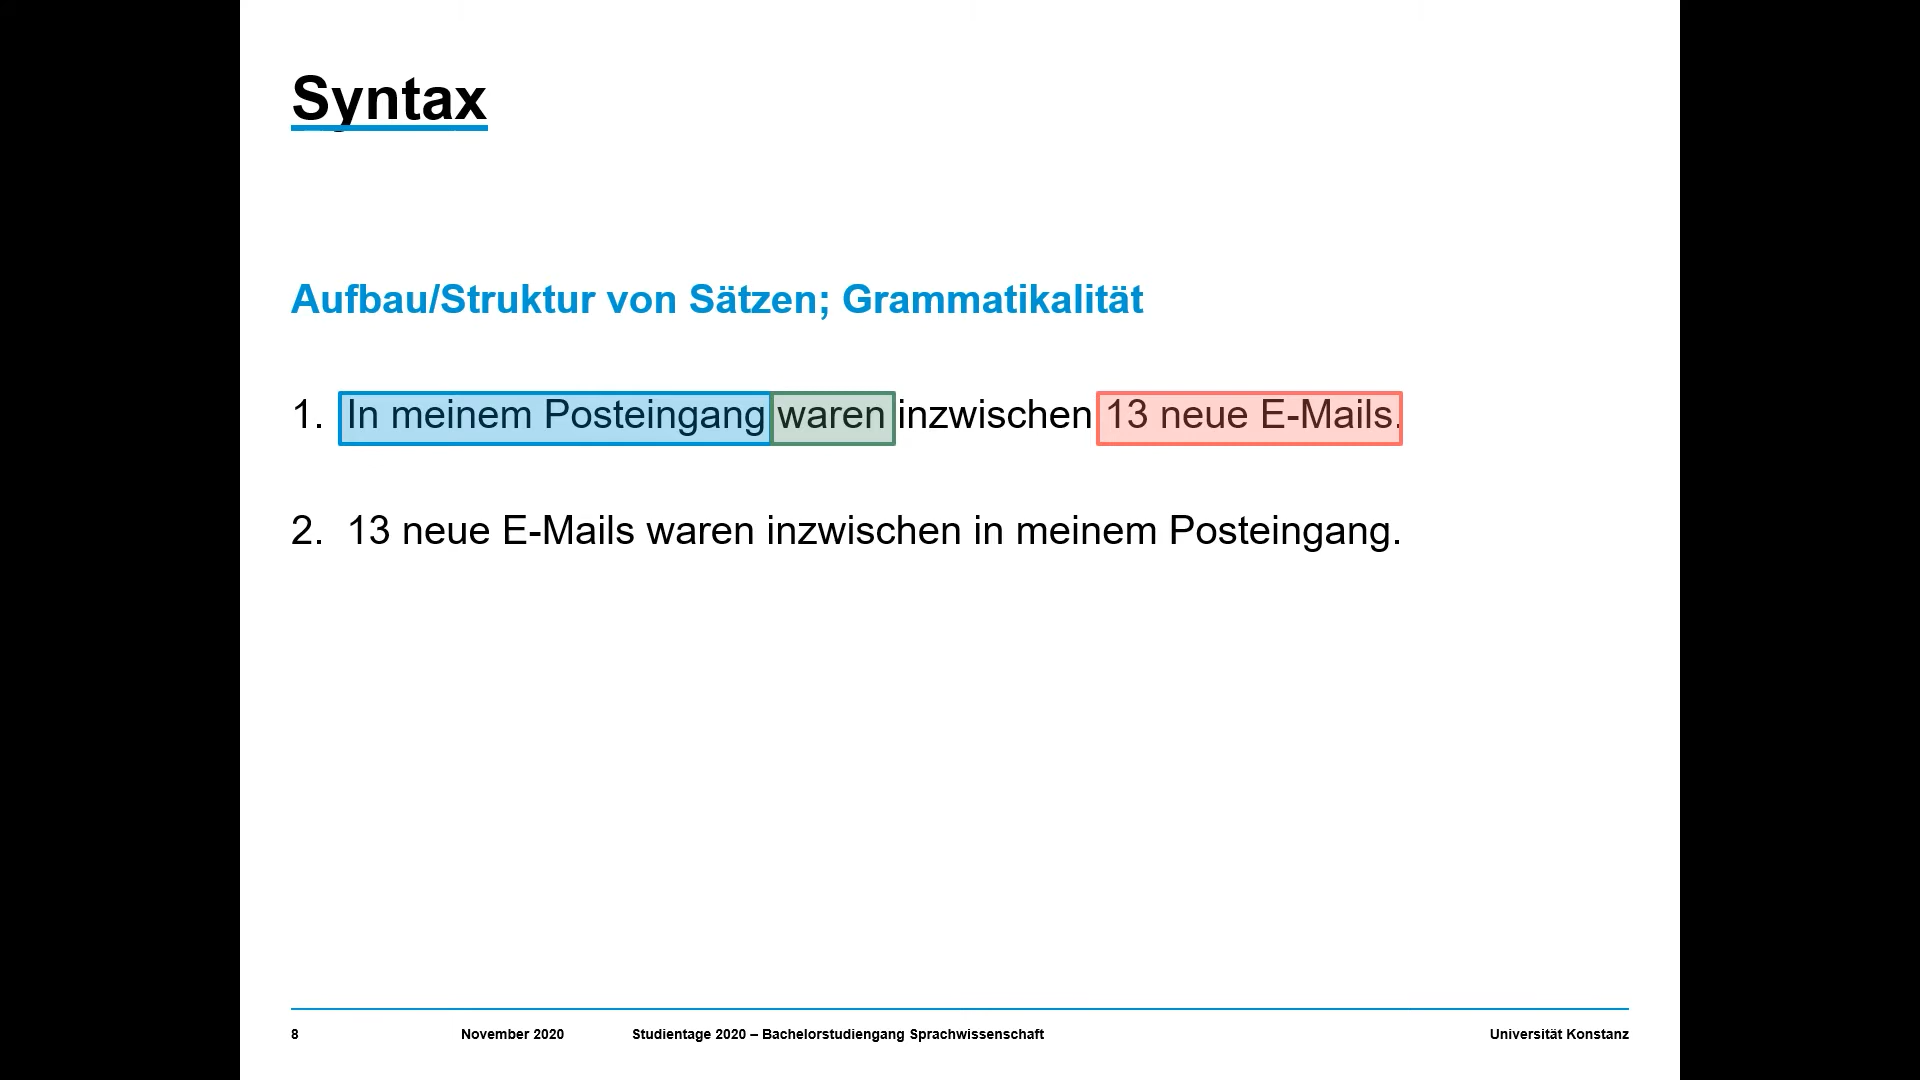 Syntax
Aufbau/Struktur von Sätzen; Grammatikalität
1. In meinem Posteingang waren inzwischen 13 neue E-Mails.
2. 13 neue E-Mails waren inzwischen in meinem Posteingang.
8 November 2020 Studientage 2020 – Bachelorstudiengang Sprachwissenschaft Universität Konstanz